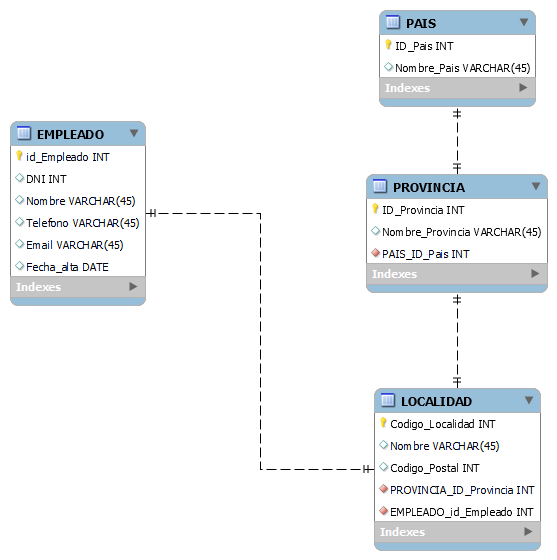 PAIS
ID_Pais INT
Nombre_Pais VARCHAR(45)
Indexes
EMPLEADO
id_Empleado INT
DNI INT
Nombre VARCHAR(45)
Telefono VARCHAR(45)
Email VARCHAR(45)
Fecha_alta DATE
Indexes
PROVINCIA
ID_Provincia INT
Nombre_Provincia VARCHAR(45)
PAIS_ID_Pais INT
Indexes
LOCALIDAD
Codigo_Localidad INT
Nombre VARCHAR(45)
Codigo_Postal INT
PROVINCIA_ID_Provincia INT
EMPLEADO_id_Empleado INT
Indexes